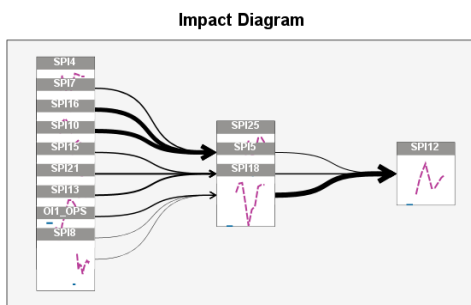 Impact Diagram
SPI4
SPI7
SPI16
SPI10
SPI15
SPI21
SPI13
OI1_OPS
SPI8
SPI25
SPI5
SPI18
SPI12